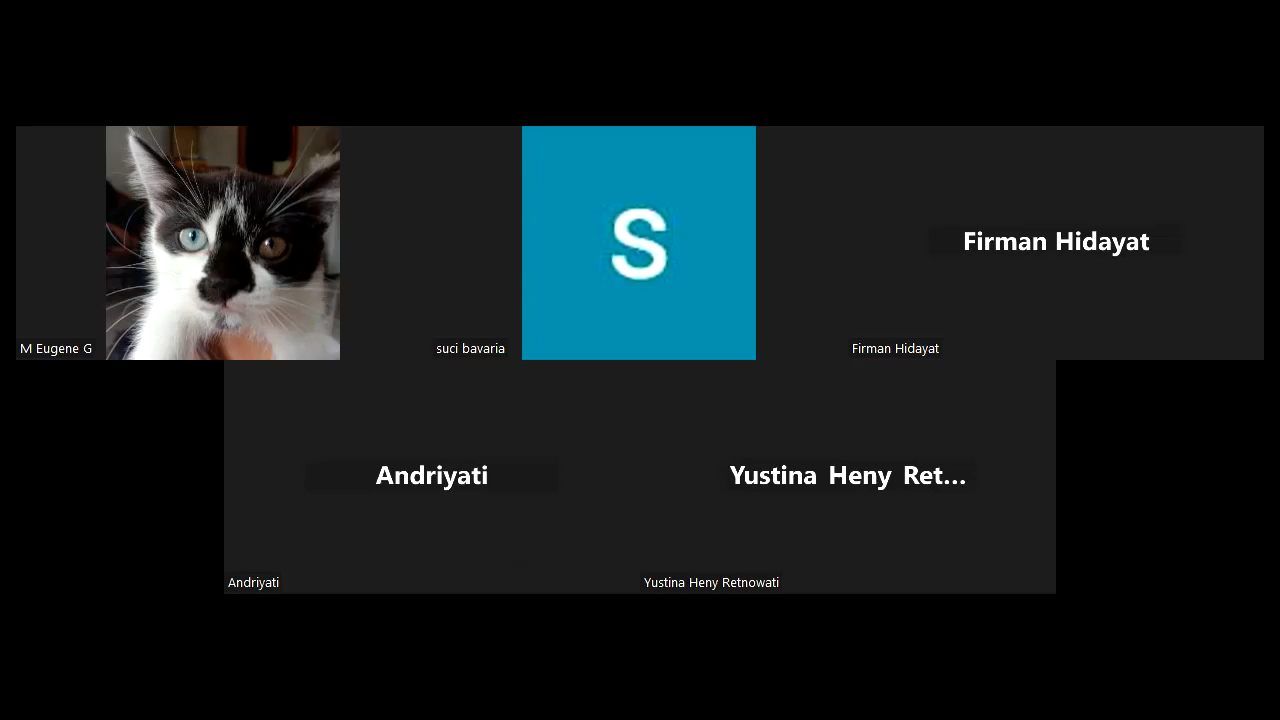 S
Firman Hidayat
M Eugene G
suci bavaria
Firman Hidayat
Andriyati
Yustina Heny Ret...
Andriyati
Yustina Heny Retnowati